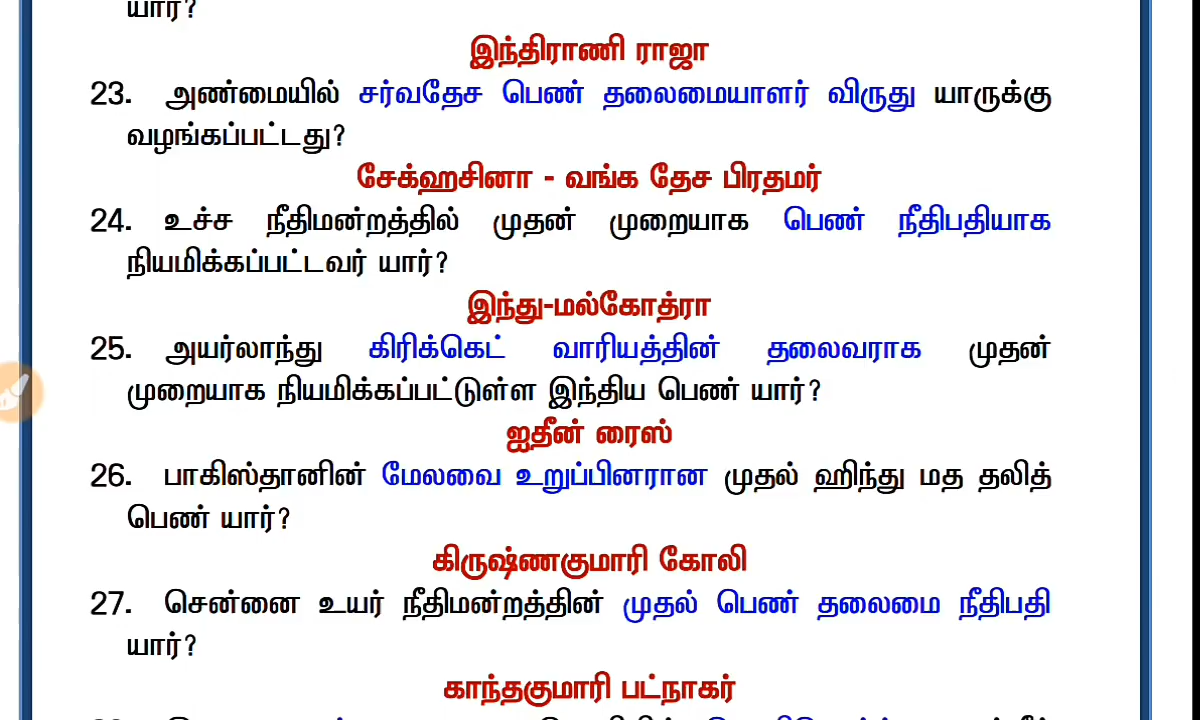 யார்?
இந்திராணி ராஜா
23. அண்மையில் சர்வதேச பெண் தலைமையாளர் விருது யாருக்கு
வழங்கப்பட்டது?
சேக்ஹசினா - வங்க தேச பிரதமர்
24. உச்ச நீதிமன்றத்தில் முதன் முறையாக பெண் நீதிபதியாக
நியமிக்கப்பட்டவர் யார்?
இந்து-மல்கோத்ரா
25. அயர்லாந்து கிரிக்கெட் வாரியத்தின் தலைவராக முதன்
முறையாக நியமிக்கப்பட்டுள்ள இந்திய பெண் யார்?
ஐதீன் ரைஸ்
26. பாகிஸ்தானின் மேலவை உறுப்பினரான முதல் ஹிந்து மத தலித்
பெண் யார்?
கிருஷ்ணகுமாரி கோலி
27. சென்னை உயர் நீதிமன்றத்தின் முதல் பெண் தலைமை நீதிபதி
யார்?
காந்தகுமாரி பட்நாகர்